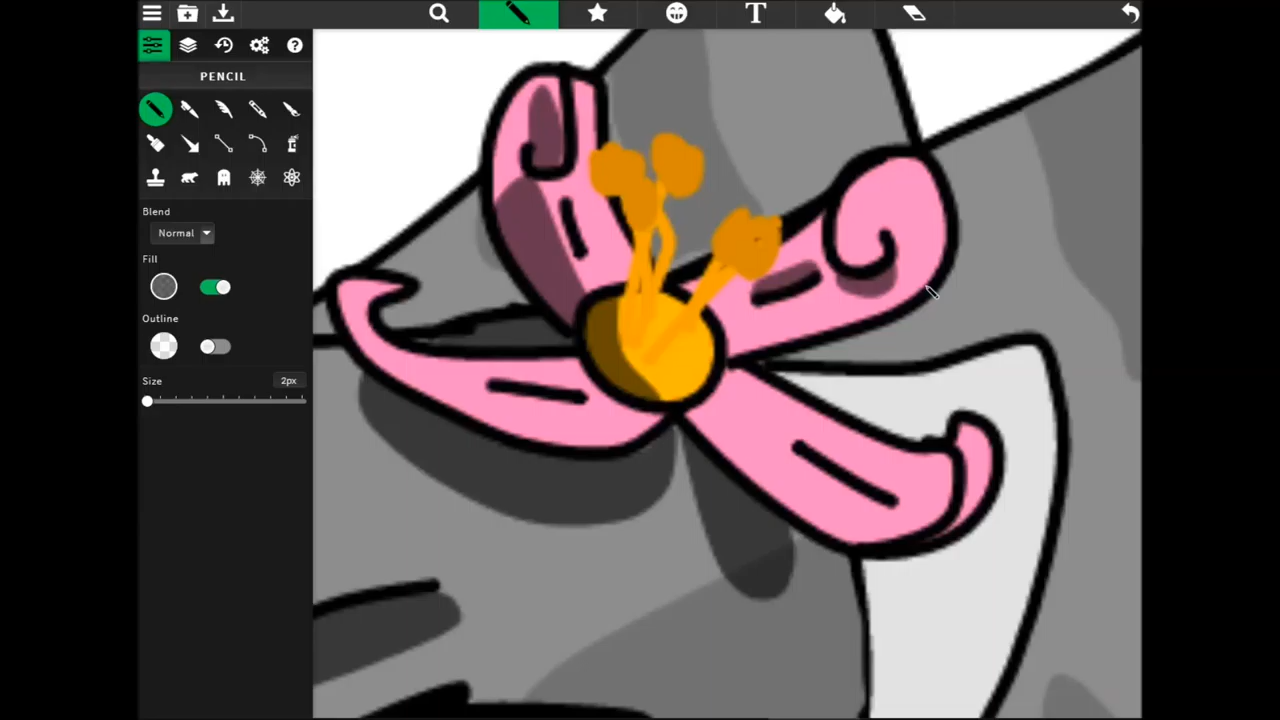 T
?
PENCIL
Blend
Normal
Fill
Outline
Size
2px